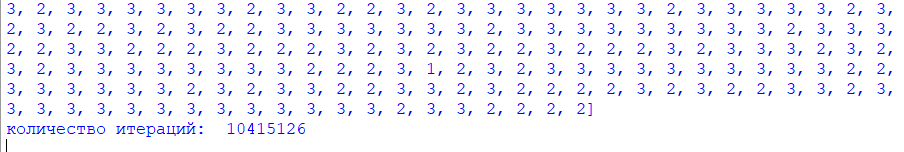 3, 2, 3, 3, 3, 3, 3, 3, 2, 3, 3, 2, 2, 3, 2, 3, 3, 3, 3, 3, 3, 3, 2, 3, 3, 3, 3, 3, 2, 3,
2, 3, 2, 2, 2, 3, 3, 2, 2, 3, 3, 3, 3, 3, 3, 2, 3, 3, 3, 3, 3, 3, 3, 3, 3, 3, 2, 3, 3, 3,
2, 2, 3, 3, 2, 2, 2, 3, 2, 2, 2, 3, 2, 3, 2, 3, 2, 2, 3, 2, 2, 2, 3, 2, 3, 3, 3, 2, 3, 2,
3, 2, 3, 3, 3, 3, 3, 3, 3, 3, 2, 2, 2, 3, 1, 2, 3, 2, 3, 3, 3, 3, 3, 3, 3, 3, 3, 3, 2, 2,
3, 3, 3, 3, 3, 3, 2, 3, 2, 3, 3, 2, 2, 3, 3, 2, 3, 2, 2, 2, 2, 3, 2, 3, 2, 2, 3, 3, 2, 3,
3, 3, 3, 3, 3, 3, 3, 3, 3, 3, 3, 3, 3, 2, 3, 3, 2, 2, 2, 2]
количество итераций:  10415126